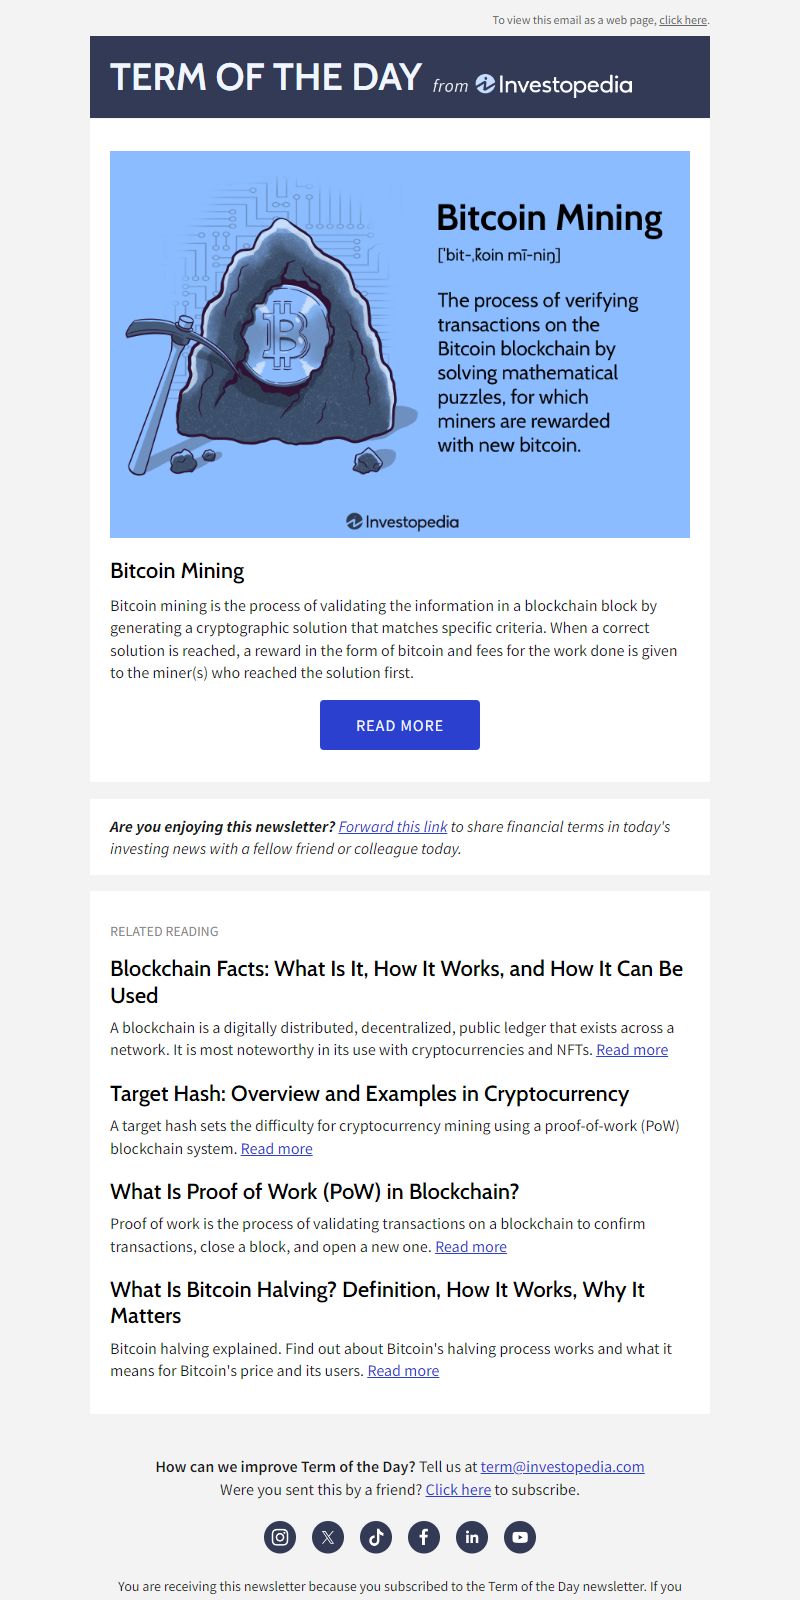 To view this email as a web page, click here.
TERM OF THE DAY from Investopedia
Bitcoin Mining
[ˈbit-ˌkoin mī-niŋ]
The process of verifying
transactions on the
Bitcoin blockchain by
solving mathematical
puzzles, for which
miners are rewarded
with new bitcoin.
Investopedia
Bitcoin Mining
Bitcoin mining is the process of validating the information in a blockchain block by
generating a cryptographic solution that matches specific criteria. When a correct
solution is reached, a reward in the form of bitcoin and fees for the work done is given
to the miner(s) who reached the solution first.
READ MORE
Are you enjoying this newsletter? Forward this link to share financial terms in today's
investing news with a fellow friend or colleague today.
RELATED READING
Blockchain Facts: What Is It, How It Works, and How It Can Be
Used
A blockchain is a digitally distributed, decentralized, public ledger that exists across a
network. It is most noteworthy in its use with cryptocurrencies and NFTs. Read more
Target Hash: Overview and Examples in Cryptocurrency
A target hash sets the difficulty for cryptocurrency mining using a proof-of-work (PoW)
blockchain system. Read more
What Is Proof of Work (PoW) in Blockchain?
Proof of work is the process of validating transactions on a blockchain to confirm
transactions, close a block, and open a new one. Read more
What Is Bitcoin Halving? Definition, How It Works, Why It
Matters
Bitcoin halving explained. Find out about Bitcoin's halving process works and what it
means for Bitcoin's price and its users. Read more
How can we improve Term of the Day? Tell us at term@investopedia.com
Were you sent this by a friend? Click here to subscribe.
You are receiving this newsletter because you subscribed to the Term of the Day newsletter. If you